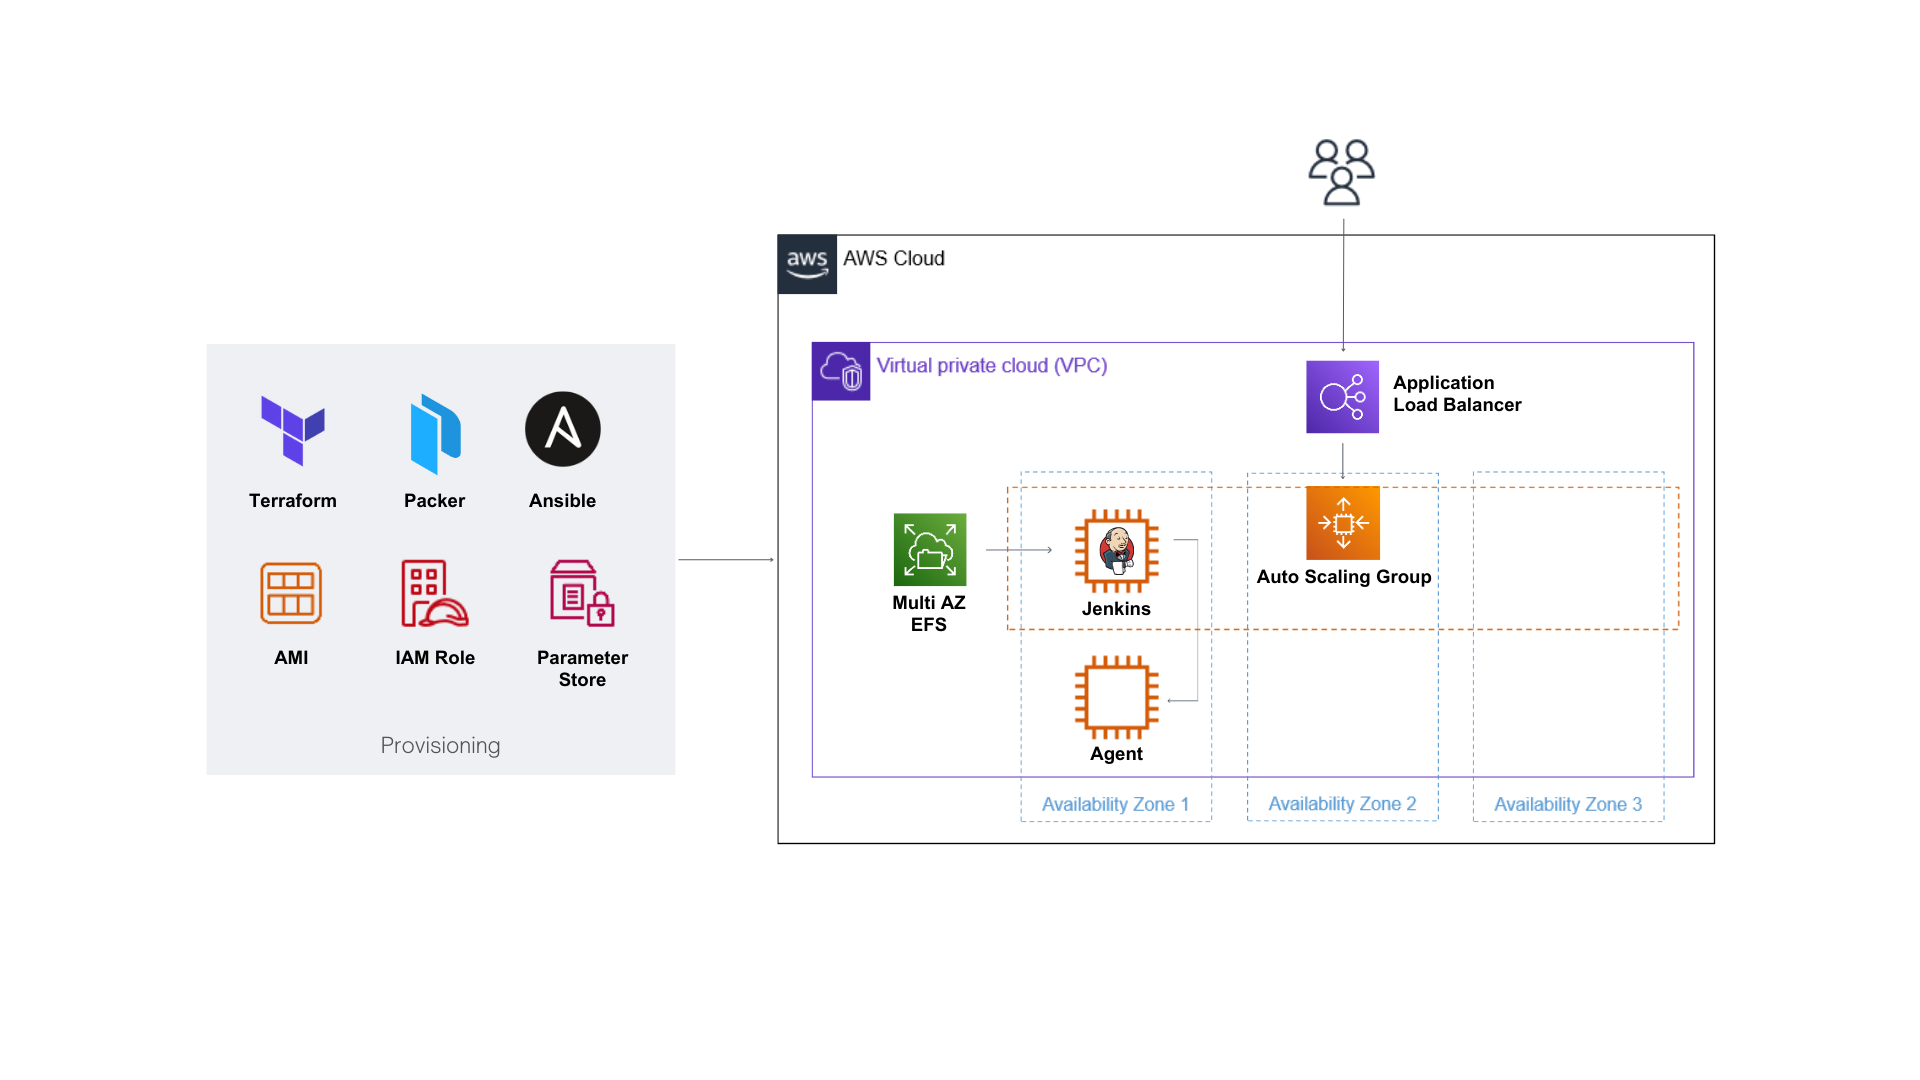 Terraform
Packer
Ansible
AMI
IAM Role
Parameter
Store
Provisioning
aws
AWS Cloud
Virtual private cloud (VPC)
Application
Load Balancer
Multi AZ
EFS
Jenkins
Auto Scaling Group
Agent
Availability Zone 1
Availability Zone 2
Availability Zone 3